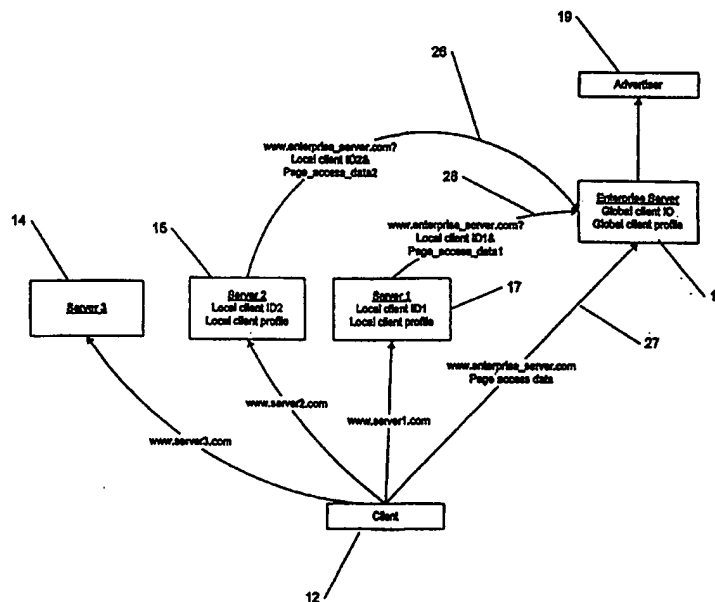 19
26
Advertiser
www.enterprise_server.com?
Local client ID2&
Page_access_data2
28
Enterprise Server
Global client ID
Global client profile
14
15
www.enterprise_server.com?
Local client ID1&
Page_access_data1
Server 3
Server 2
Local client ID2
Local client profile
Server 1
Local client ID1
Local client profile
17
27
www.enterprise_server.com
Page access data
www.server2.com
www.server1.com
www.server3.com
Client
12